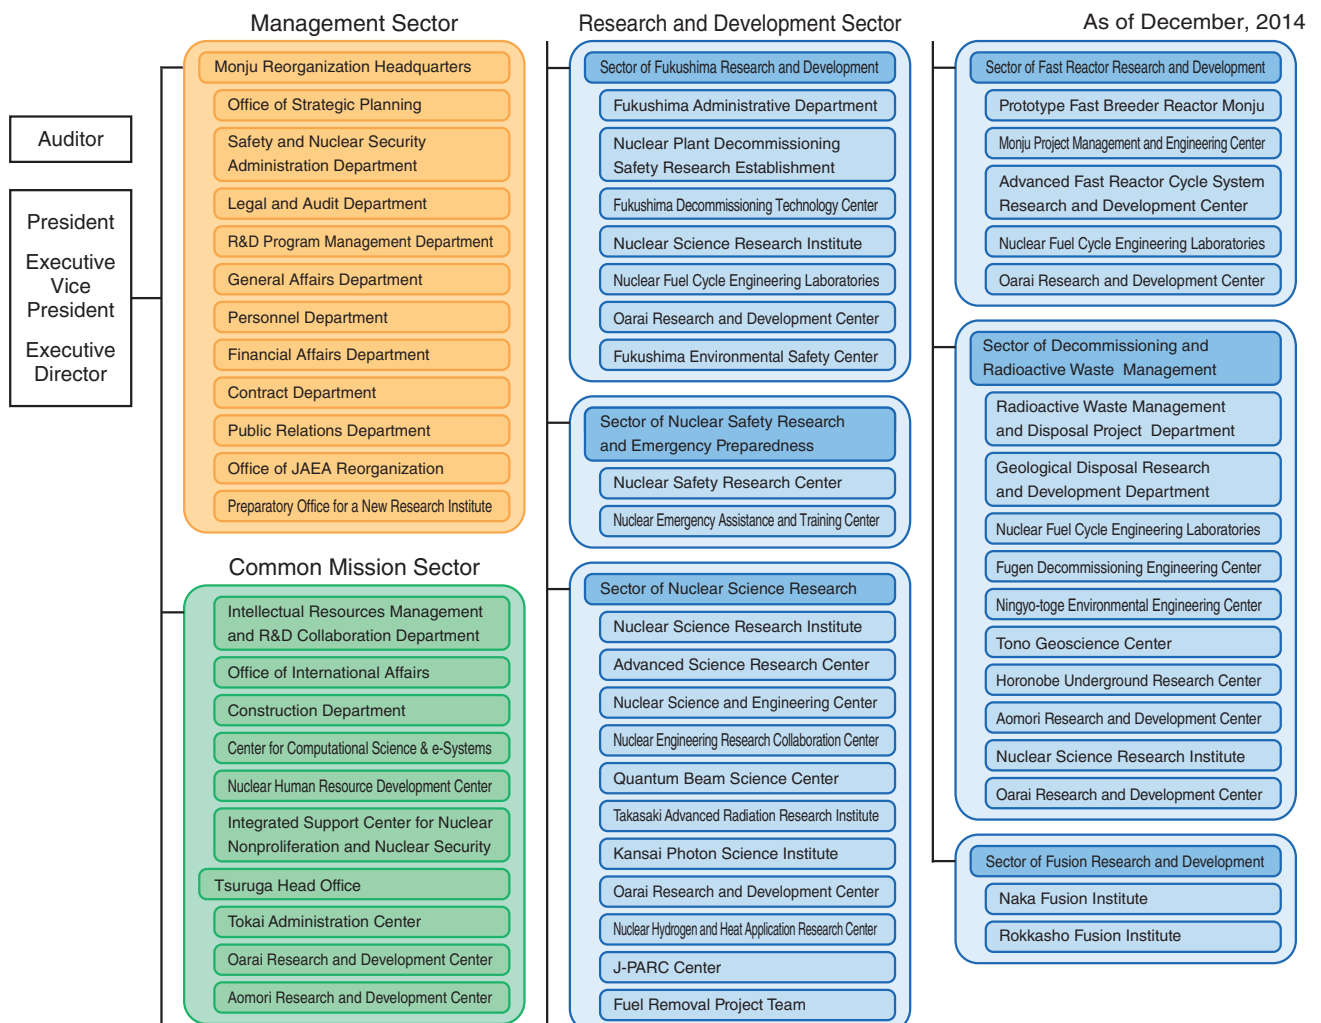 Management Sector
Research and Development Sector
As of December, 2014
Auditor
President
Executive
Vice
President
Executive
Director
Monju Reorganization Headquarters
Office of Strategic Planning
Safety and Nuclear Security
Administration Department
Legal and Audit Department
R&D Program Management Department
General Affairs Department
Personnel Department
Financial Affairs Department
Contract Department
Public Relations Department
Office of JAEA Reorganization
Preparatory Office for a New Research Institute
Common Mission Sector
Intellectual Resources Management
and R&D Collaboration Department
Office of International Affairs
Construction Department
Center for Computational Science & e-Systems
Nuclear Human Resource Development Center
Integrated Support Center for Nuclear
Nonproliferation and Nuclear Security
Tsuruga Head Office
Tokai Administration Center
Oarai Research and Development Center
Aomori Research and Development Center
Sector of Fukushima Research and Development
Fukushima Administrative Department
Nuclear Plant Decommissioning
Safety Research Establishment
Fukushima Decommissioning Technology Center
Nuclear Science Research Institute
Nuclear Fuel Cycle Engineering Laboratories
Oarai Research and Development Center
Fukushima Environmental Safety Center
Sector of Nuclear Safety Research
and Emergency Preparedness
Nuclear Safety Research Center
Nuclear Emergency Assistance and Training Center
Sector of Nuclear Science Research
Nuclear Science Research Institute
Advanced Science Research Center
Nuclear Science and Engineering Center
Nuclear Engineering Research Collaboration Center
Quantum Beam Science Center
Takasaki Advanced Radiation Research Institute
Kansai Photon Science Institute
Oarai Research and Development Center
Nuclear Hydrogen and Heat Application Research Center
J-PARC Center
Fuel Removal Project Team
Sector of Fast Reactor Research and Development
Prototype Fast Breeder Reactor Monju
Monju Project Management and Engineering Center
Advanced Fast Reactor Cycle System
Research and Development Center
Nuclear Fuel Cycle Engineering Laboratories
Oarai Research and Development Center
Sector of Decommissioning and
Radioactive Waste Management
Radioactive Waste Management
and Disposal Project Department
Geological Disposal Research
and Development Department
Nuclear Fuel Cycle Engineering Laboratories
Fugen Decommissioning Engineering Center
Ningyo-toge Environmental Engineering Center
Tono Geoscience Center
Horonobe Underground Research Center
Aomori Research and Development Center
Nuclear Science Research Institute
Oarai Research and Development Center
Sector of Fusion Research and Development
Naka Fusion Institute
Rokkasho Fusion Institute